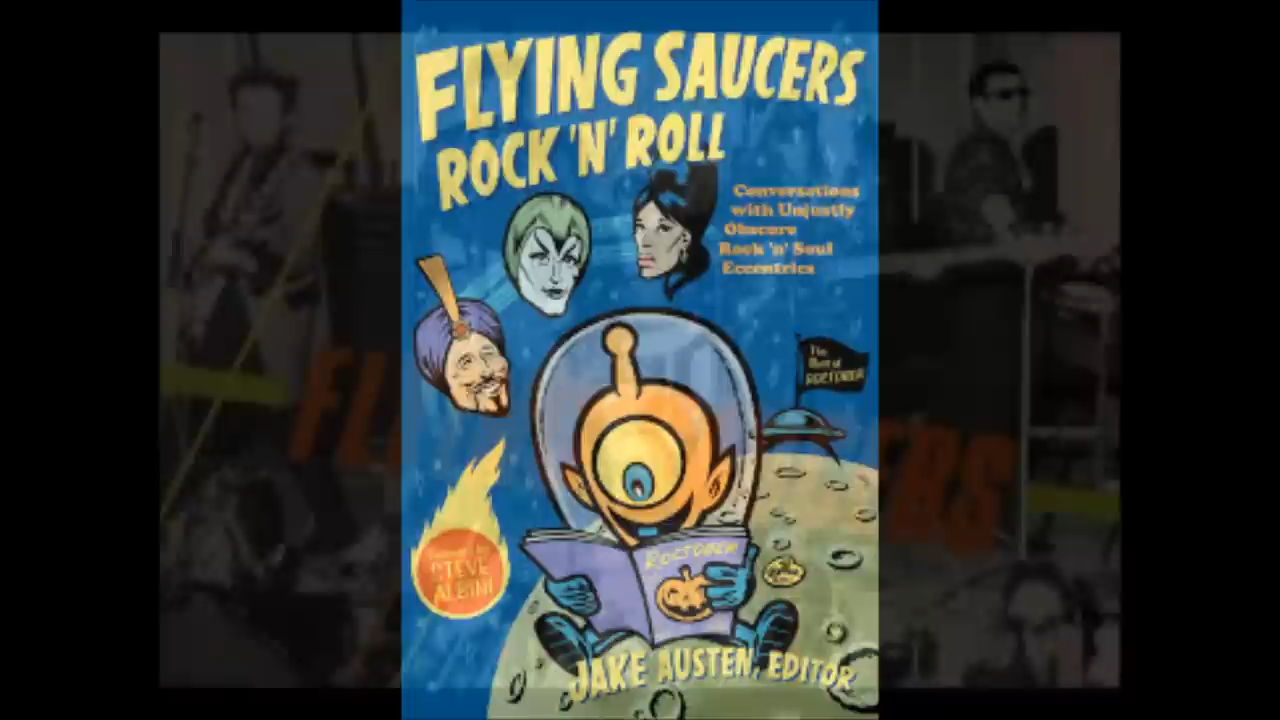 FLYING SAUCERS
ROCK 'N' ROLL
Conversations
with Unjustly
Obscure
Rock 'n' Soul
Eccentrics
The
Best of
ROCTOBER
STEVE
ALBINI
ROCTOBER
JAKE AUSTEN, EDITOR